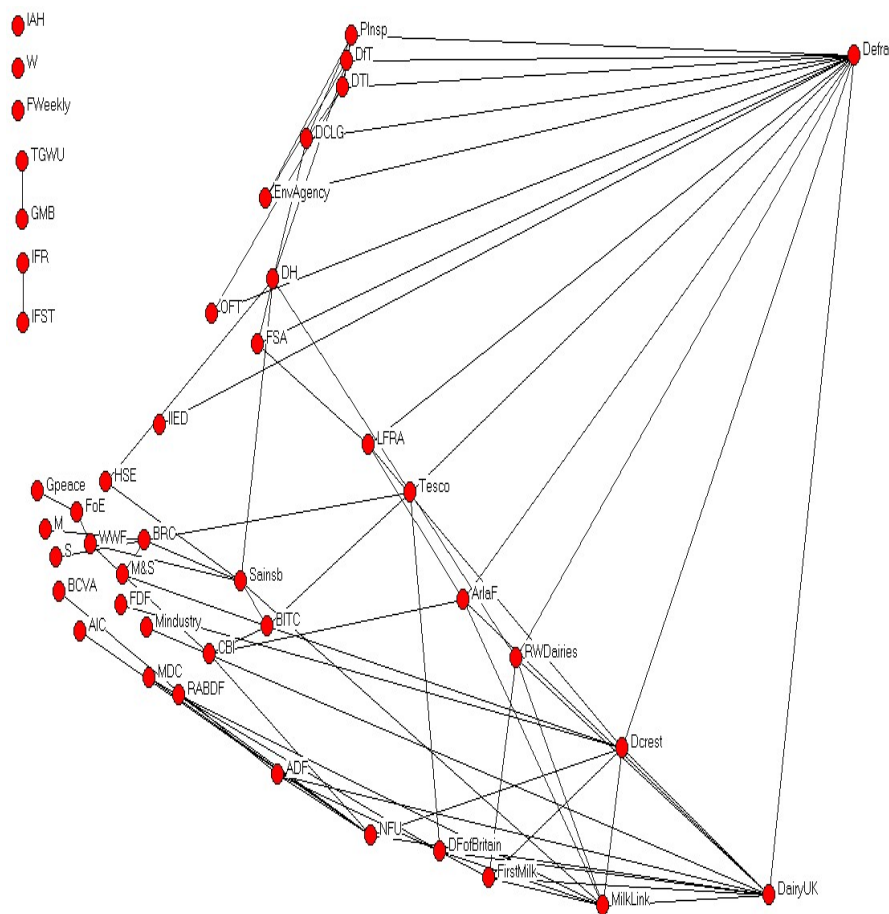 IAH
PInsp
Defra
DfT
W
DTI
FWeekly
DCLG
TGWU
EnvAgency
GMB
IFR
DH
OFT
IFST
FSA
IIED
LFRA
HSE
Tesco
Gpeace
FoE
M
WWF
BRC
S
M&S
Sainsb
BCVA
FDF
ArlaF
Mindustry
BITC
AIC
CBI
RWDairies
MDC
RABDF
Dcrest
ADF
NFU
DFofBritain
FirstMilk
DairyUK
MilkLink